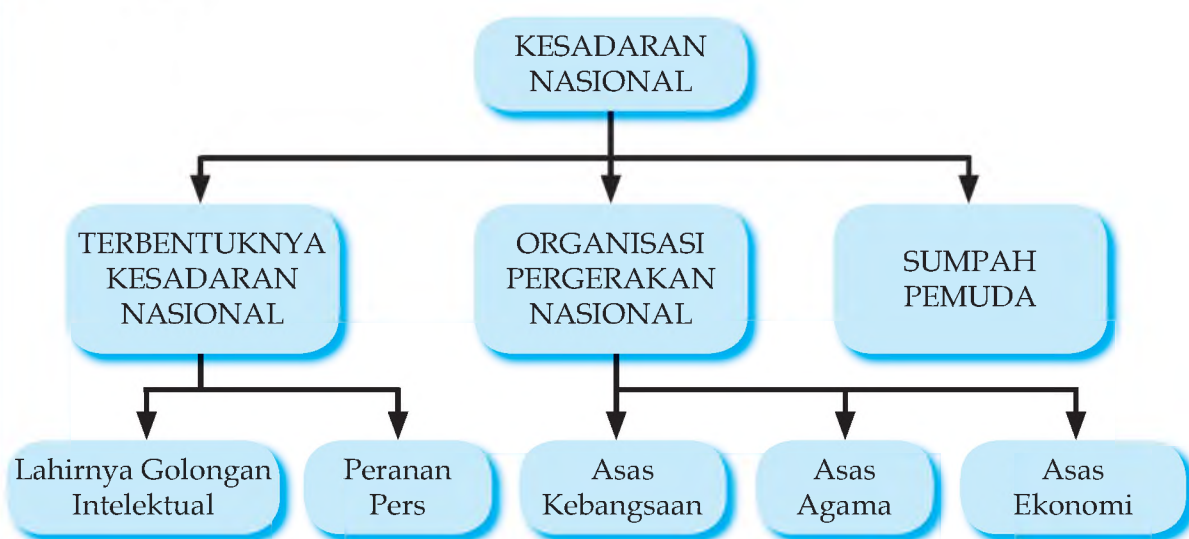 KESADARAN
NASIONAL
TERBENTUKNYA
KESADARAN
NASIONAL
ORGANISASI
PERGERAKAN
NASIONAL
SUMPAH
PEMUDA
Lahirnya Golongan
Intelektual
Peranan
Pers
Asas
Kebangsaan
Asas
Agama
Asas
Ekonomi